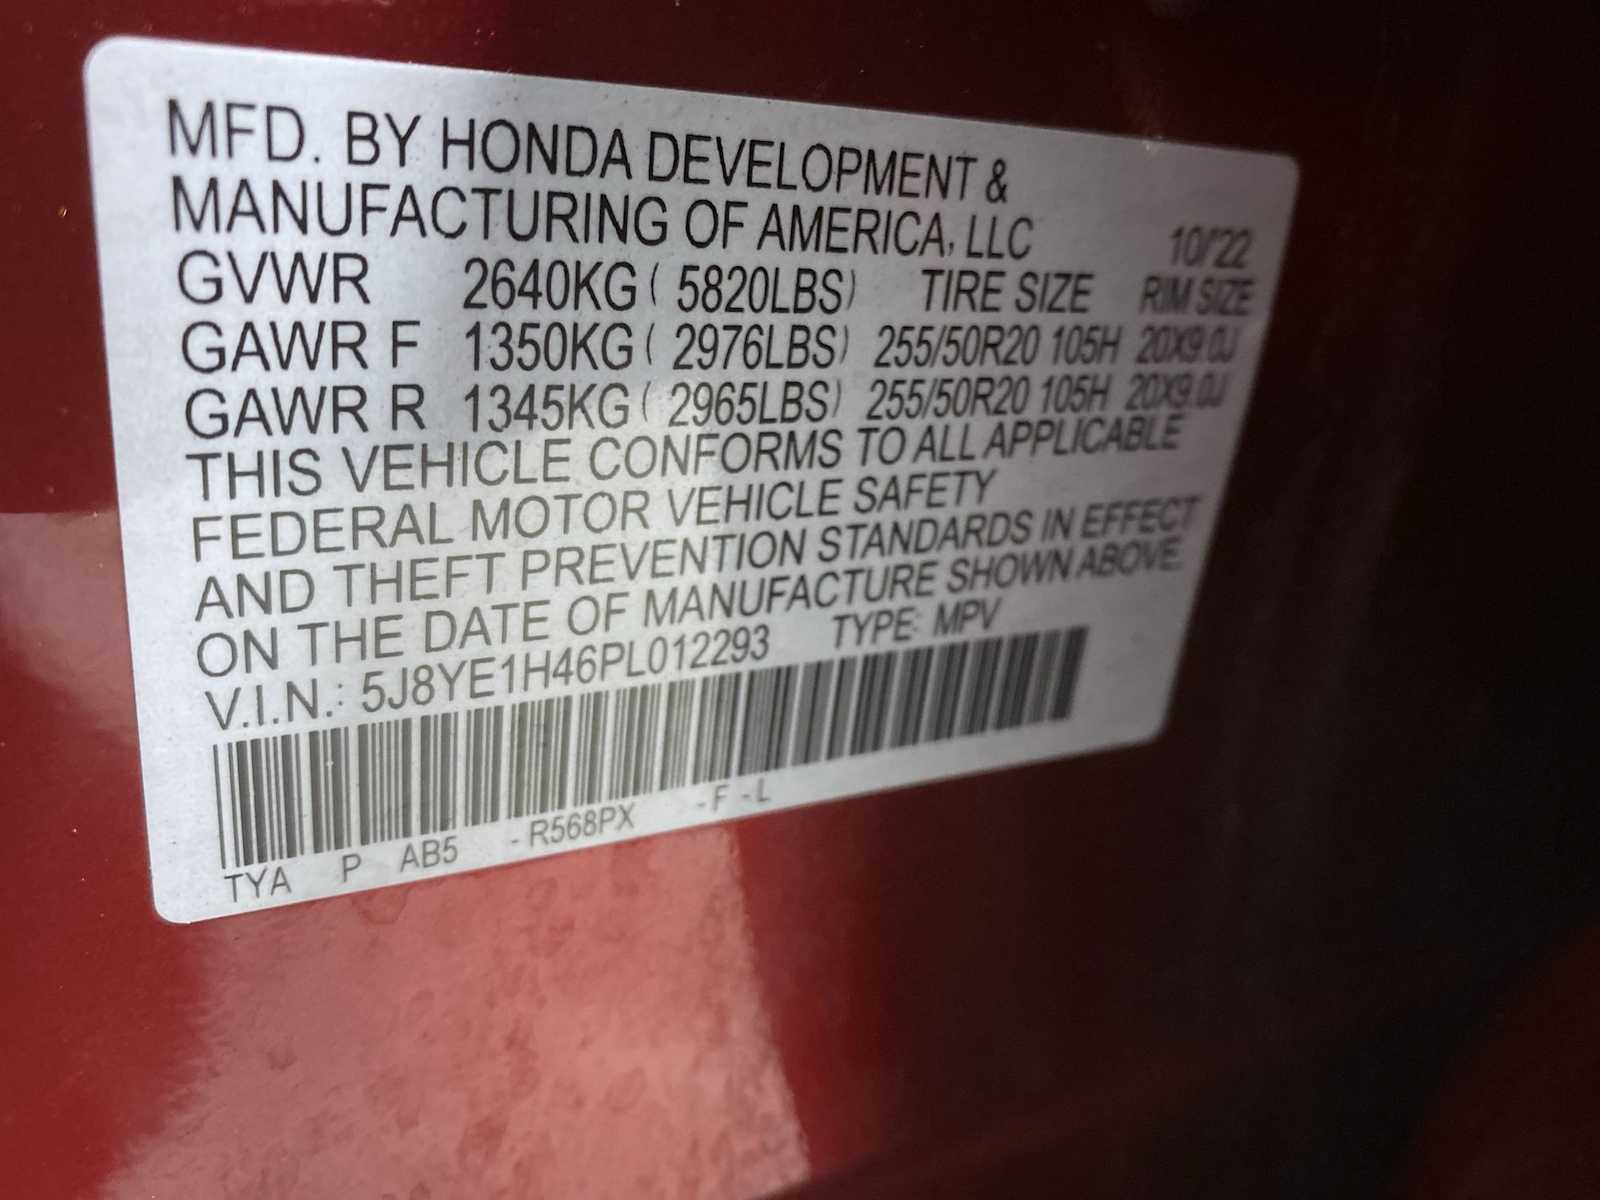 MFD. BY HONDA DEVELOPMENT &
MANUFACTURING OF AMERICA, LLC 10/'22
GVWR 2640KG ( 5820LBS) TIRE SIZE RIM SIZE
GAWR F 1350KG ( 2976LBS) 255/50R20 105H 20X9.0J
GAWR R 1345KG ( 2965LBS) 255/50R20 105H 20X9.0J
THIS VEHICLE CONFORMS TO ALL APPLICABLE
FEDERAL MOTOR VEHICLE SAFETY
AND THEFT PREVENTION STANDARDS IN EFFECT
ON THE DATE OF MANUFACTURE SHOWN ABOVE.
V.I.N.: 5J8YE1H46PL012293 TYPE: MPV
TYA P AB5 -R568PX -F -L